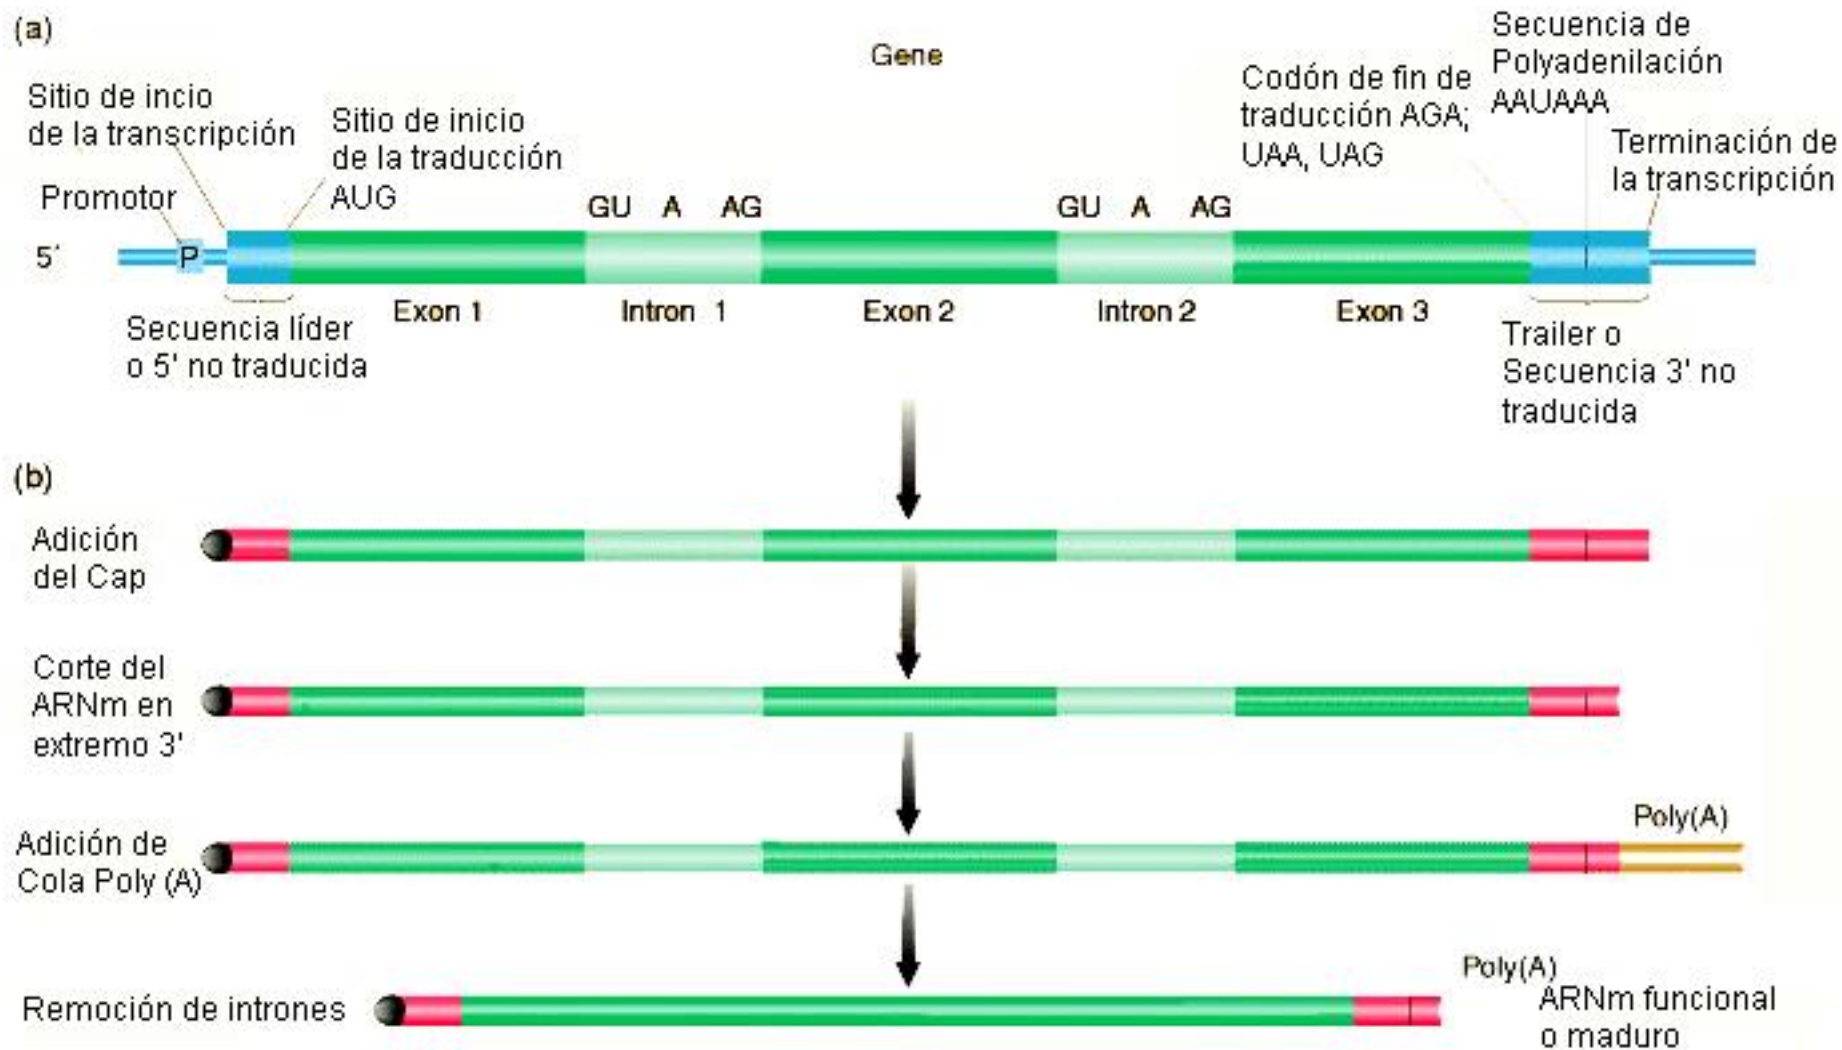 (a)
Gene
Sitio de incio
de la transcripción
Sitio de inicio
de la traducción
AUG
Promotor
Codón de fin de
traducción AGA;
UAA, UAG
Secuencia de
Polyadenilación
AAUAAA
Terminación de
la transcripción
GU A AG
GU A AG
5´
P
Exon 1
Intron 1
Exon 2
Intron 2
Exon 3
Secuencia líder
o 5' no traducida
Trailer o
Secuencia 3' no
traducida
(b)
Adición
del Cap
Corte del
ARNm en
extremo 3'
Adición de
Cola Poly (A)
Poly(A)
Remoción de intrones
Poly(A)
ARNm funcional
o maduro